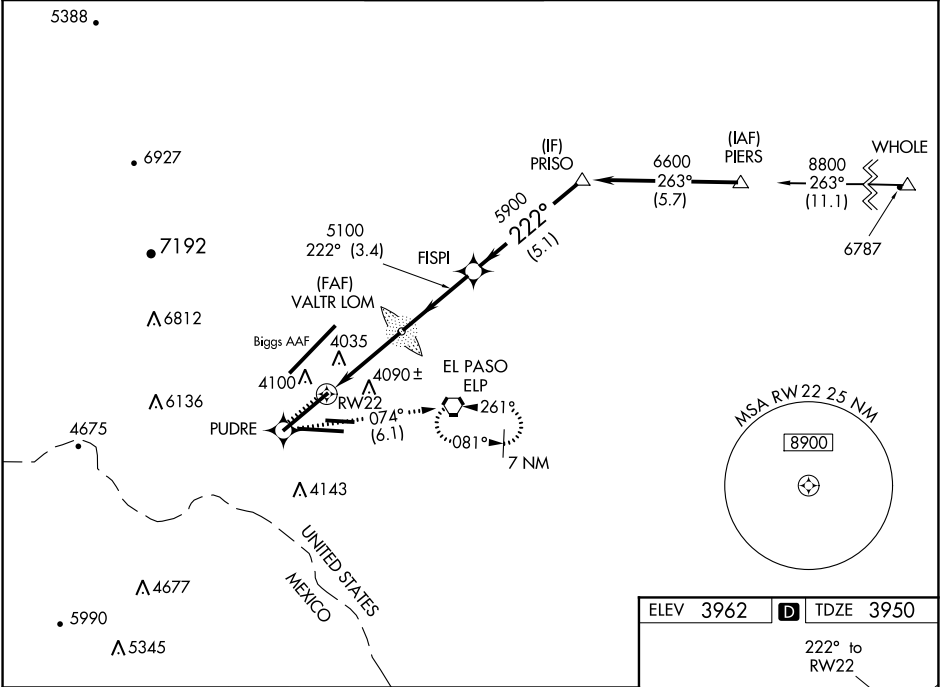 5388
6927
7192
6812
6136
4675
(IF)
PRISO
6600
263°
(5.7)
(IAF)
PIERS
8800
263°
(11.1)
WHOLE
6787
5900
222°
(5.1)
5100
222° (3.4)
FISPI
(FAF)
VALTR LOM
Biggs AAF
4035
4100
4090±
RW22
PUDRE
074°
(6.1)
EL PASO
ELP
261°
081°
7 NM
4143
UNITED STATES
MEXICO
4677
5990
5345
MSA RW22 25 NM
8900
ELEV 3962 D TDZE 3950
222° to
RW22